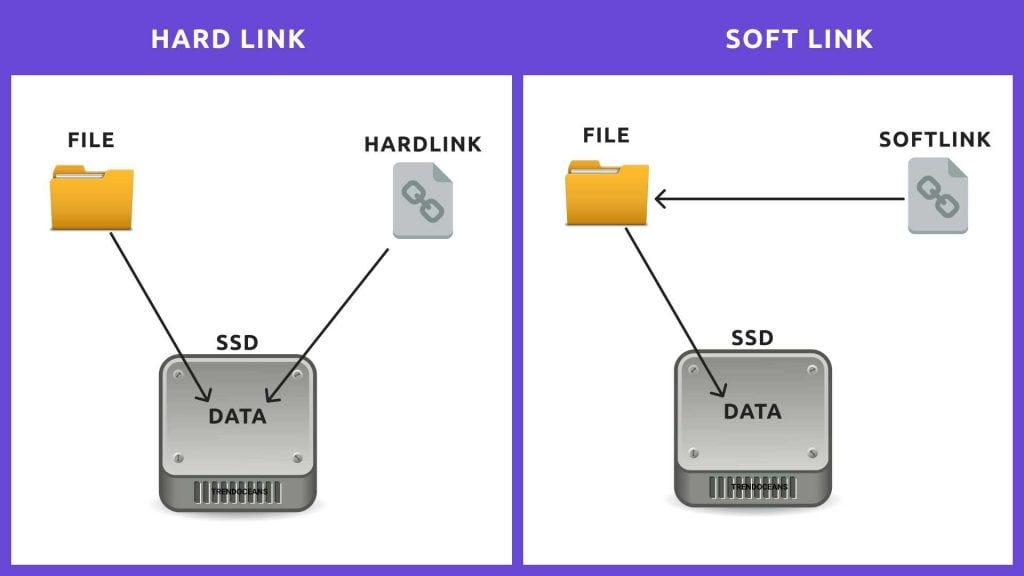 HARD LINK
FILE
HARDLINK
SSD
DATA
TRENDOCEANS
SOFT LINK
FILE
SOFTLINK
SSD
DATA
TRENDOCEANS